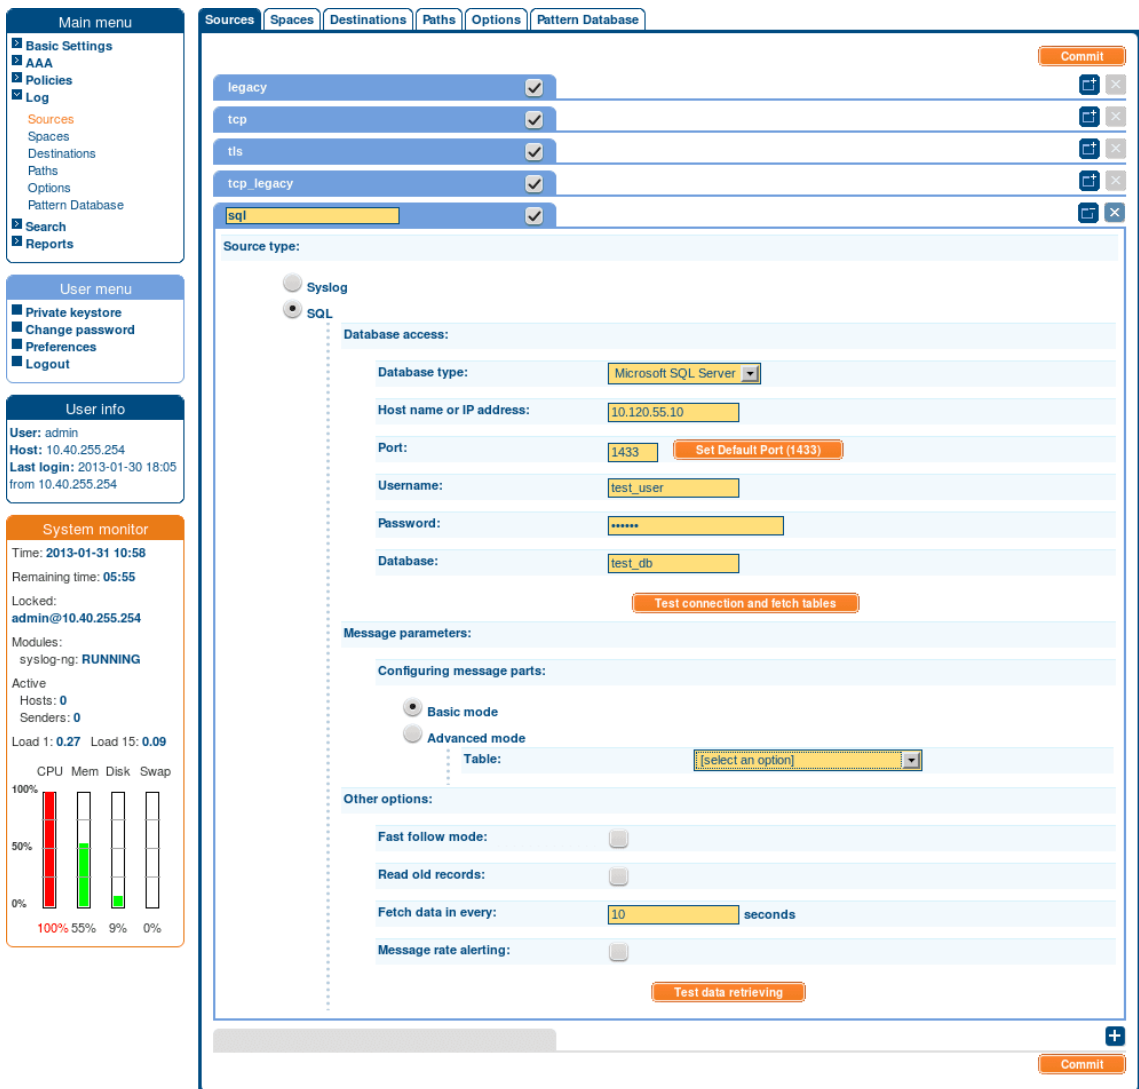 Main menu
Basic Settings
AAA
Policies
Log
Sources
Spaces
Destinations
Paths
Options
Pattern Database
Search
Reports
User menu
Private keystore
Change password
Preferences
Logout
User info
User: admin
Host: 10.40.255.254
Last login: 2013-01-30 18:05
from 10.40.255.254
System monitor
Time: 2013-01-31 10:58
Remaining time: 05:55
Locked:
admin@10.40.255.254
Modules:
syslog-ng: RUNNING
Active
Hosts: 0
Senders: 0
Load 1: 0.27 Load 15: 0.09
CPU Mem Disk Swap
100%
50%
0%
100% 55% 9% 0%
Sources Spaces Destinations Paths Options Pattern Database
Commit
legacy
tcp
tls
tcp_legacy
sql
Source type:
Syslog
SQL
Database access:
Database type: Microsoft SQL Server
Host name or IP address: 10.120.55.10
Port: 1433 Set Default Port (1433)
Username: test_user
Password: ••••••
Database: test_db
Test connection and fetch tables
Message parameters:
Configuring message parts:
Basic mode
Advanced mode
Table: [select an option]
Other options:
Fast follow mode:
Read old records:
Fetch data in every: 10 seconds
Message rate alerting:
Test data retrieving
Commit